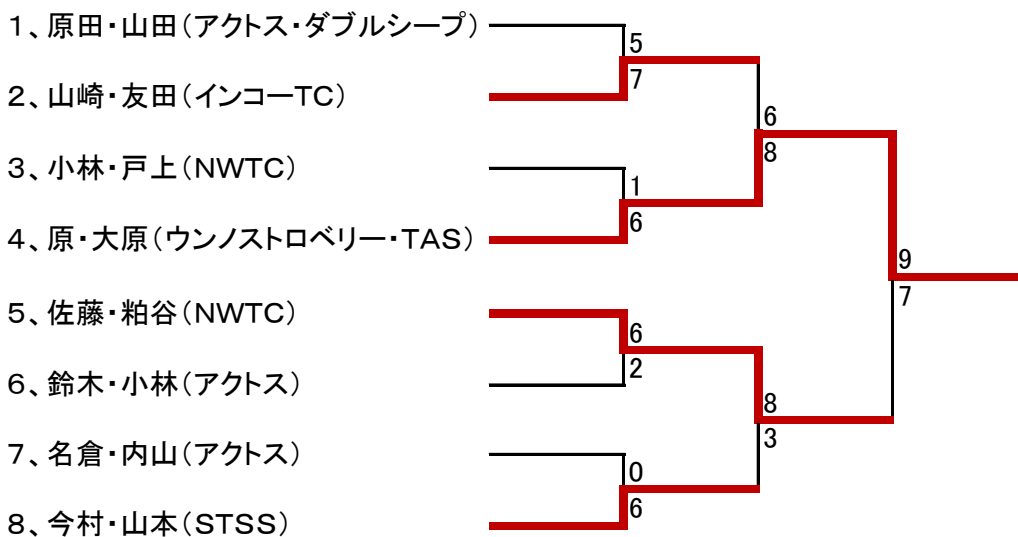 1、原田・山田(アクトス・ダブルシープ)
5
7
2、山崎・友田(インコーTC)
6
8
3、小林・戸上(NWTC)
1
6
4、原・大原(ウンノストロベリー・TAS)
9
7
5、佐藤・粕谷(NWTC)
6
2
6、鈴木・小林(アクトス)
8
3
7、名倉・内山(アクトス)
0
6
8、今村・山本(STSS)